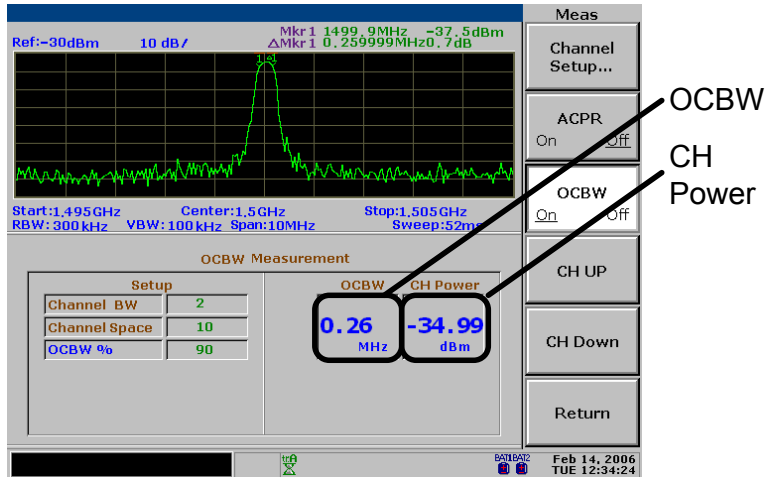 Meas
Mkr1 1499.9MHz -37.5dBm
Ref:-30dBm 10 dB/ ΔMkr1 0.259999MHz0.7dB
Channel
Setup...
OCBW
ACPR
On Off
CH
Power
OCBW
On Off
Start:1.495GHz Center:1.5GHz Stop:1.505GHz
RBW:300kHz VBW:100kHz Span:10MHz Sweep:52ms
OCBW Measurement
CH UP
Setup OCBW CH Power
Channel BW 2
Channel Space 10
OCBW % 90
0.26 -34.99
MHz dBm
CH Down
Return
trA
BAT1BAT2
Feb 14, 2006
TUE 12:34:24